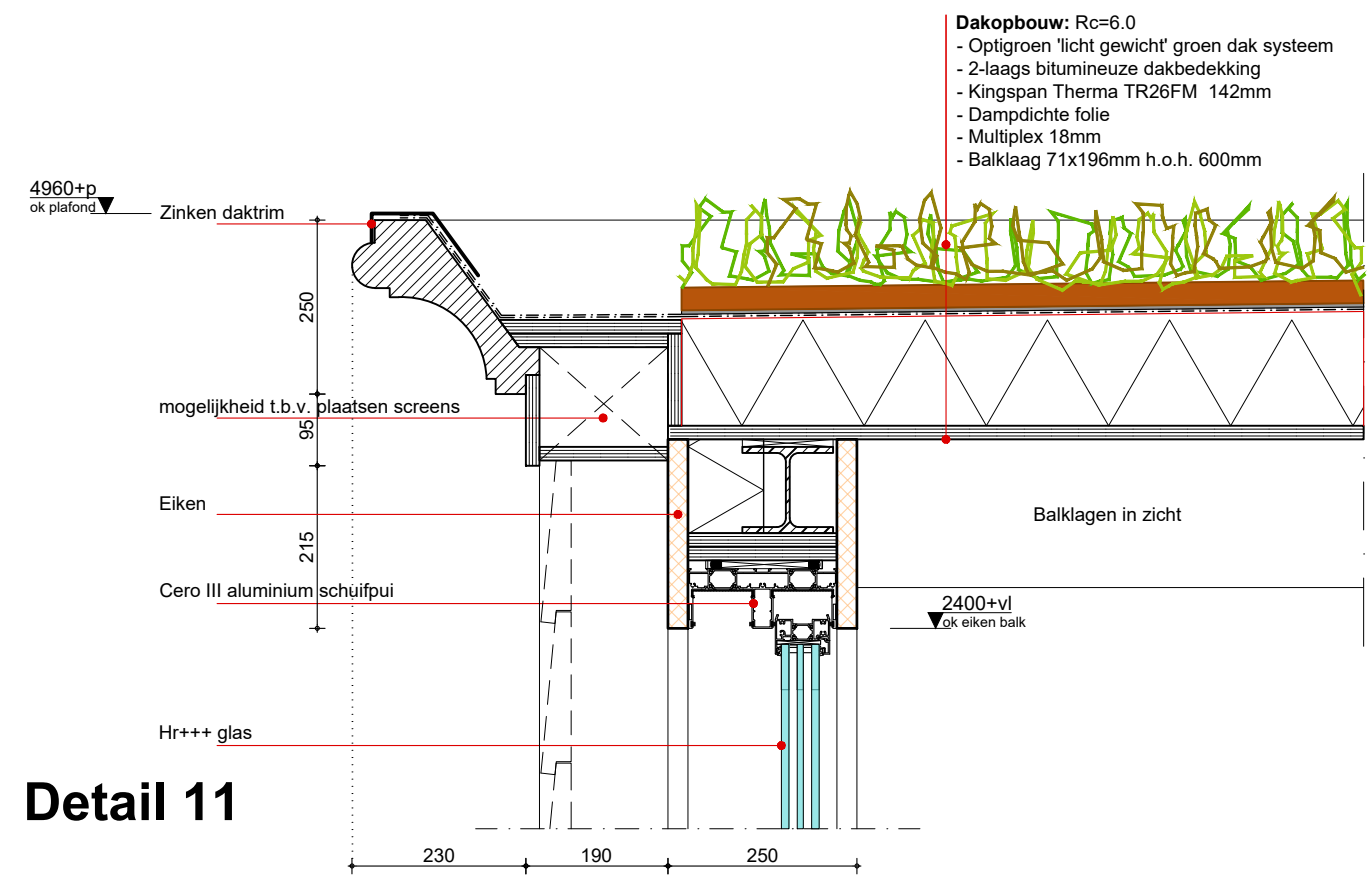 Dakopbouw: Rc=6.0
- Optigroen 'licht gewicht' groen dak systeem
- 2-laags bitumineuze dakbedekking
- Kingspan Therma TR26FM 142mm
- Dampdichte folie
- Multiplex 18mm
- Balklaag 71x196mm h.o.h. 600mm
4960+p
ok plafond
Zinken daktrim
250
mogelijkheid t.b.v. plaatsen screens
95
Eiken
Balklagen in zicht
215
Cero III aluminium schuifpui
2400+vl
ok eiken balk
Hr+++ glas
Detail 11
230
190
250